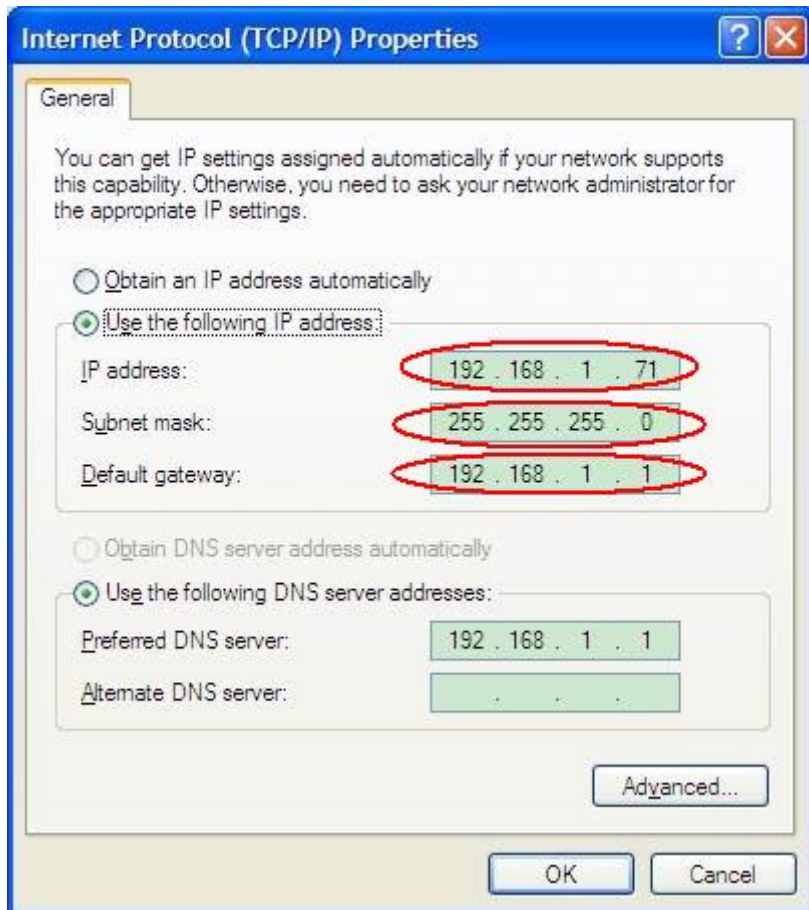 Internet Protocol (TCP/IP) Properties
General
You can get IP settings assigned automatically if your network supports
this capability. Otherwise, you need to ask your network administrator for
the appropriate IP settings.
Obtain an IP address automatically
Use the following IP address:
IP address: 192 . 168 . 1 . 71
Subnet mask: 255 . 255 . 255 . 0
Default gateway: 192 . 168 . 1 . 1
Obtain DNS server address automatically
Use the following DNS server addresses:
Preferred DNS server: 192 . 168 . 1 . 1
Alternate DNS server: . . .
Advanced...
OK Cancel